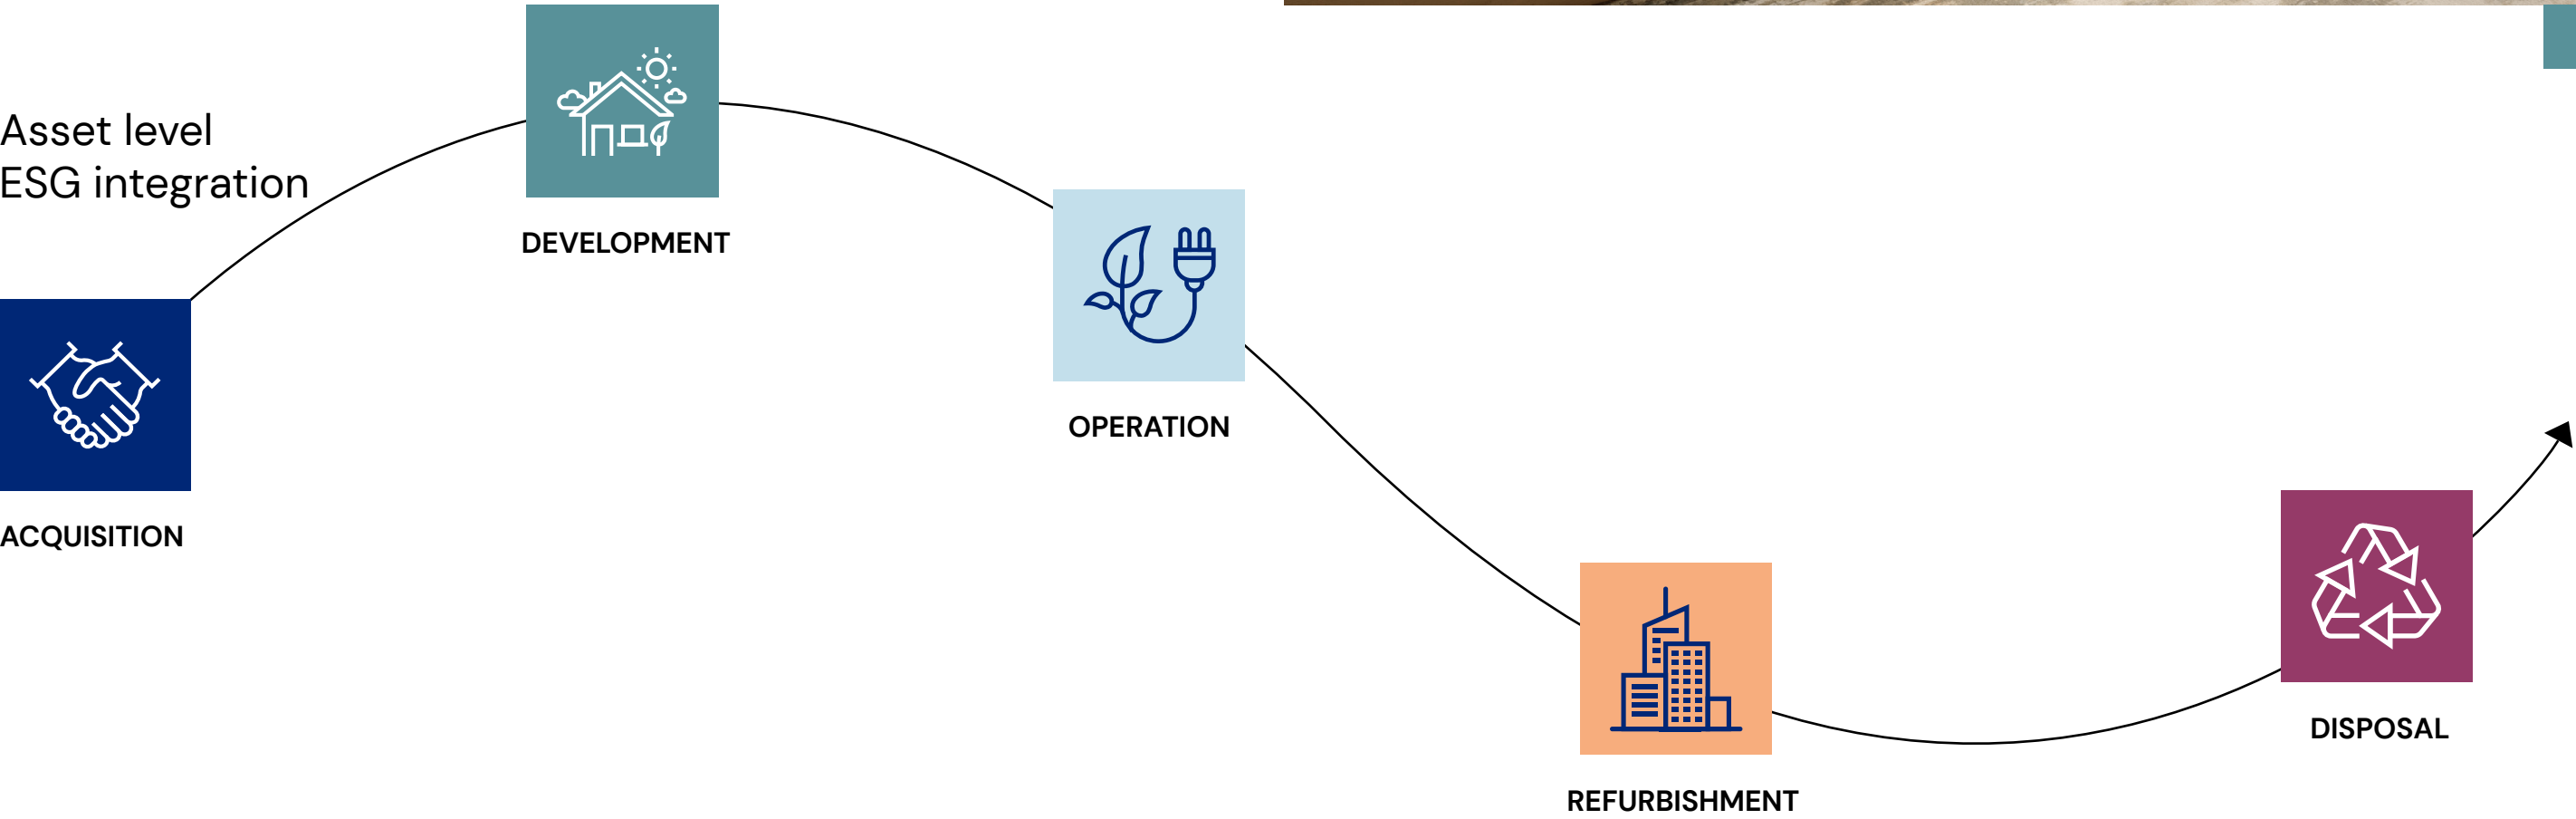 Asset level
ESG integration
DEVELOPMENT
OPERATION
ACQUISITION
REFURBISHMENT
DISPOSAL